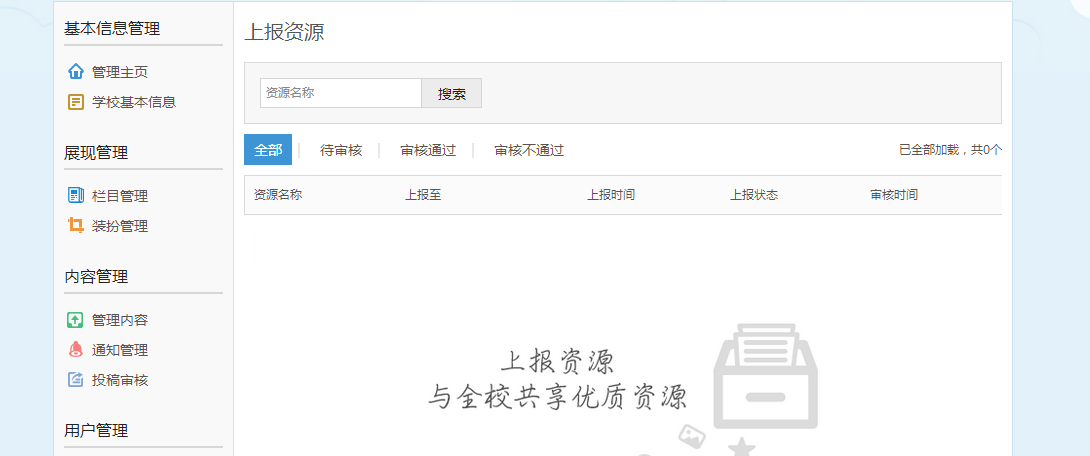 基本信息管理
管理主页
学校基本信息
展现管理
栏目管理
装扮管理
内容管理
管理内容
通知管理
投稿审核
用户管理
上报资源
资源名称 搜索
全部 待审核 审核通过 审核不通过 已全部加载，共0个
资源名称 上报至 上报时间 上报状态 审核时间
上报资源
与全校共享优质资源